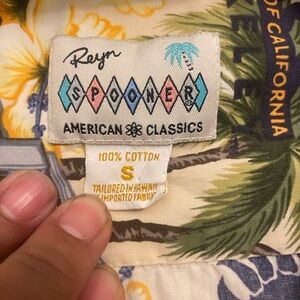 Reyn
SPOONER®
AMERICAN CLASSICS
100% COTTON
S
TAILORED IN HAWAII
IMPORTED FABRIC
OF CALIFORNIA